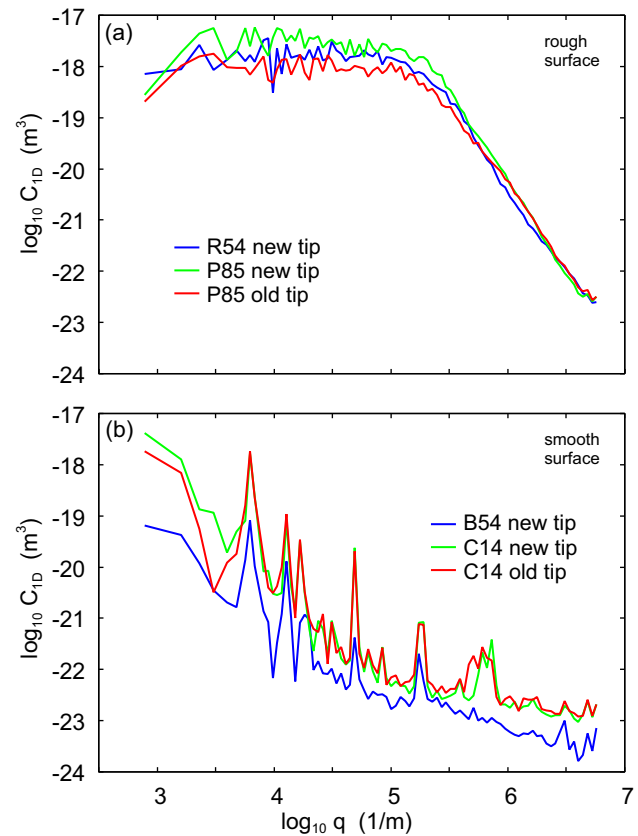 (a)
rough
surface
-17
-18
-19
-20
-21
-22
-23
-24
log₁₀ C₁D (m³)
R54 new tip
P85 new tip
P85 old tip
(b)
smooth
surface
-17
-18
-19
-20
-21
-22
-23
-24
log₁₀ C₁D (m³)
B54 new tip
C14 new tip
C14 old tip
3 4 5 6 7
log₁₀ q (1/m)